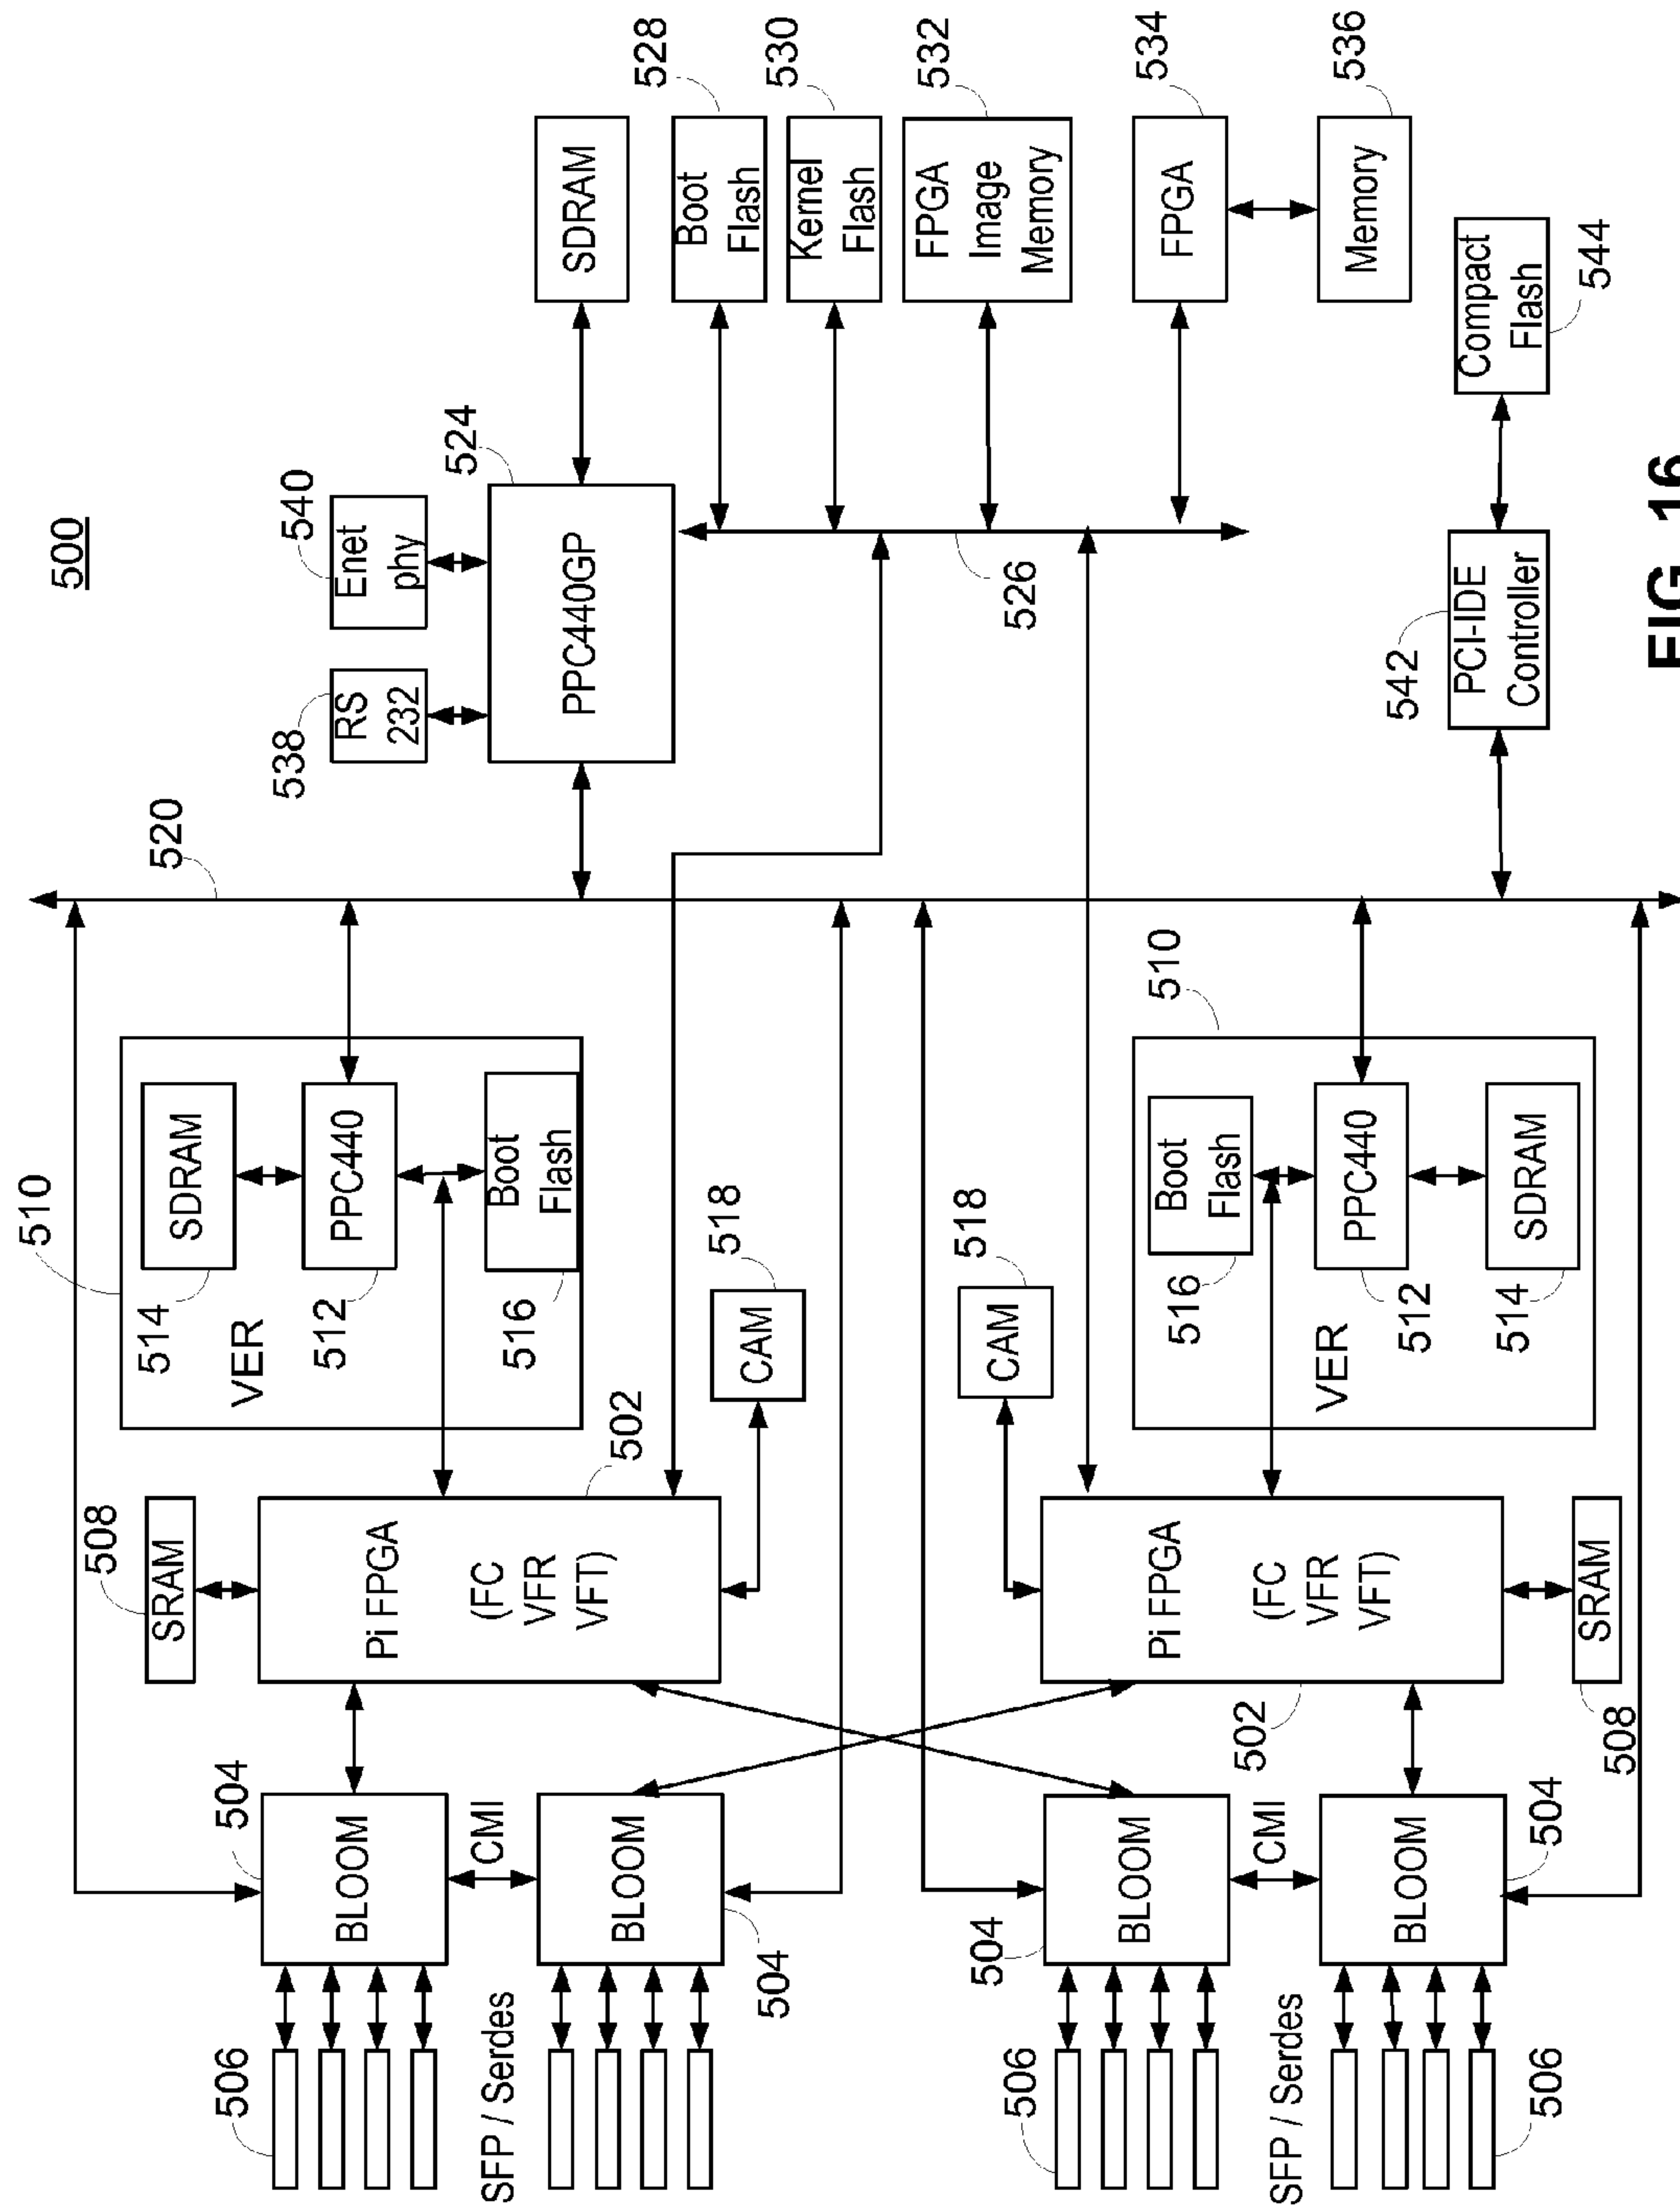 500
520
510
508
504
506
SRAM
SDRAM
514
VER
PPC440
512
Boot
Flash
516
538
RS
232
540
Enet
phy
524
PPC440GP
SDRAM
BLOOM
Pi FPGA
(FC
VFR
VFT)
502
CMI
SFP / Serdes
BLOOM
504
CAM
518
Boot
Flash
528
Kernel
Flash
530
FPGA
Image
Memory
532
526
518
CAM
504
506
BLOOM
Pi FPGA
(FC
VFR
VFT)
502
510
Boot
Flash
516
FPGA
534
CMI
SFP / Serdes
VER
PPC440
512
Memory
536
BLOOM
504
506
SDRAM
514
542
PCI-IDE
Controller
Compact
Flash
544
SRAM
508
FIG. 16